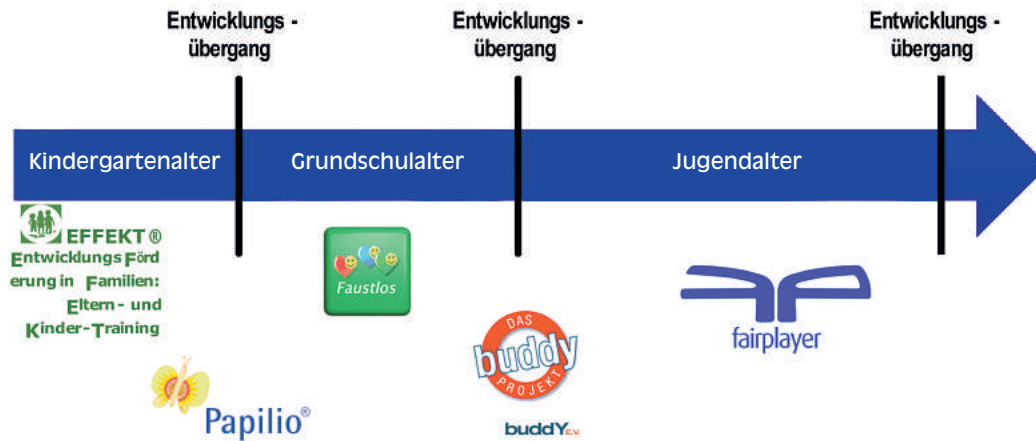 Entwicklungs -
übergang
Entwicklungs -
übergang
Entwicklungs -
übergang
Kindergartenalter
Grundschulalter
Jugendalter
EFFEKT®
Entwicklungs Förd
erung in Familien:
Eltern- und
Kinder-Training
Faustlos
DAS
buddy
PROJEKT
fairplayer
Papilio®
buddY E.V.